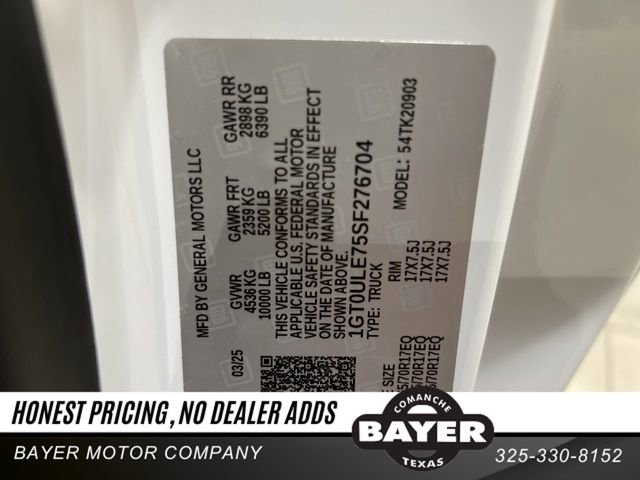 MFD BY GENERAL MOTORS LLC
03/25
GVWR GAWR FRT GAWR RR
4536 KG 2359 KG 2898 KG
10000 LB 5200 LB 6390 LB
THIS VEHICLE CONFORMS TO ALL
APPLICABLE U.S. FEDERAL MOTOR
VEHICLE SAFETY STANDARDS IN EFFECT
ON THE DATE OF MANUFACTURE
SHOWN ABOVE.
1GT0ULE75SF276704
TYPE: TRUCK MODEL: 54TK20903
SIZE RIM
70R17EQ 17X7.5J
70R17EQ 17X7.5J
70R17EQ 17X7.5J
HONEST PRICING, NO DEALER ADDS
BAYER MOTOR COMPANY
COMANCHE
BAYER
TEXAS
325-330-8152